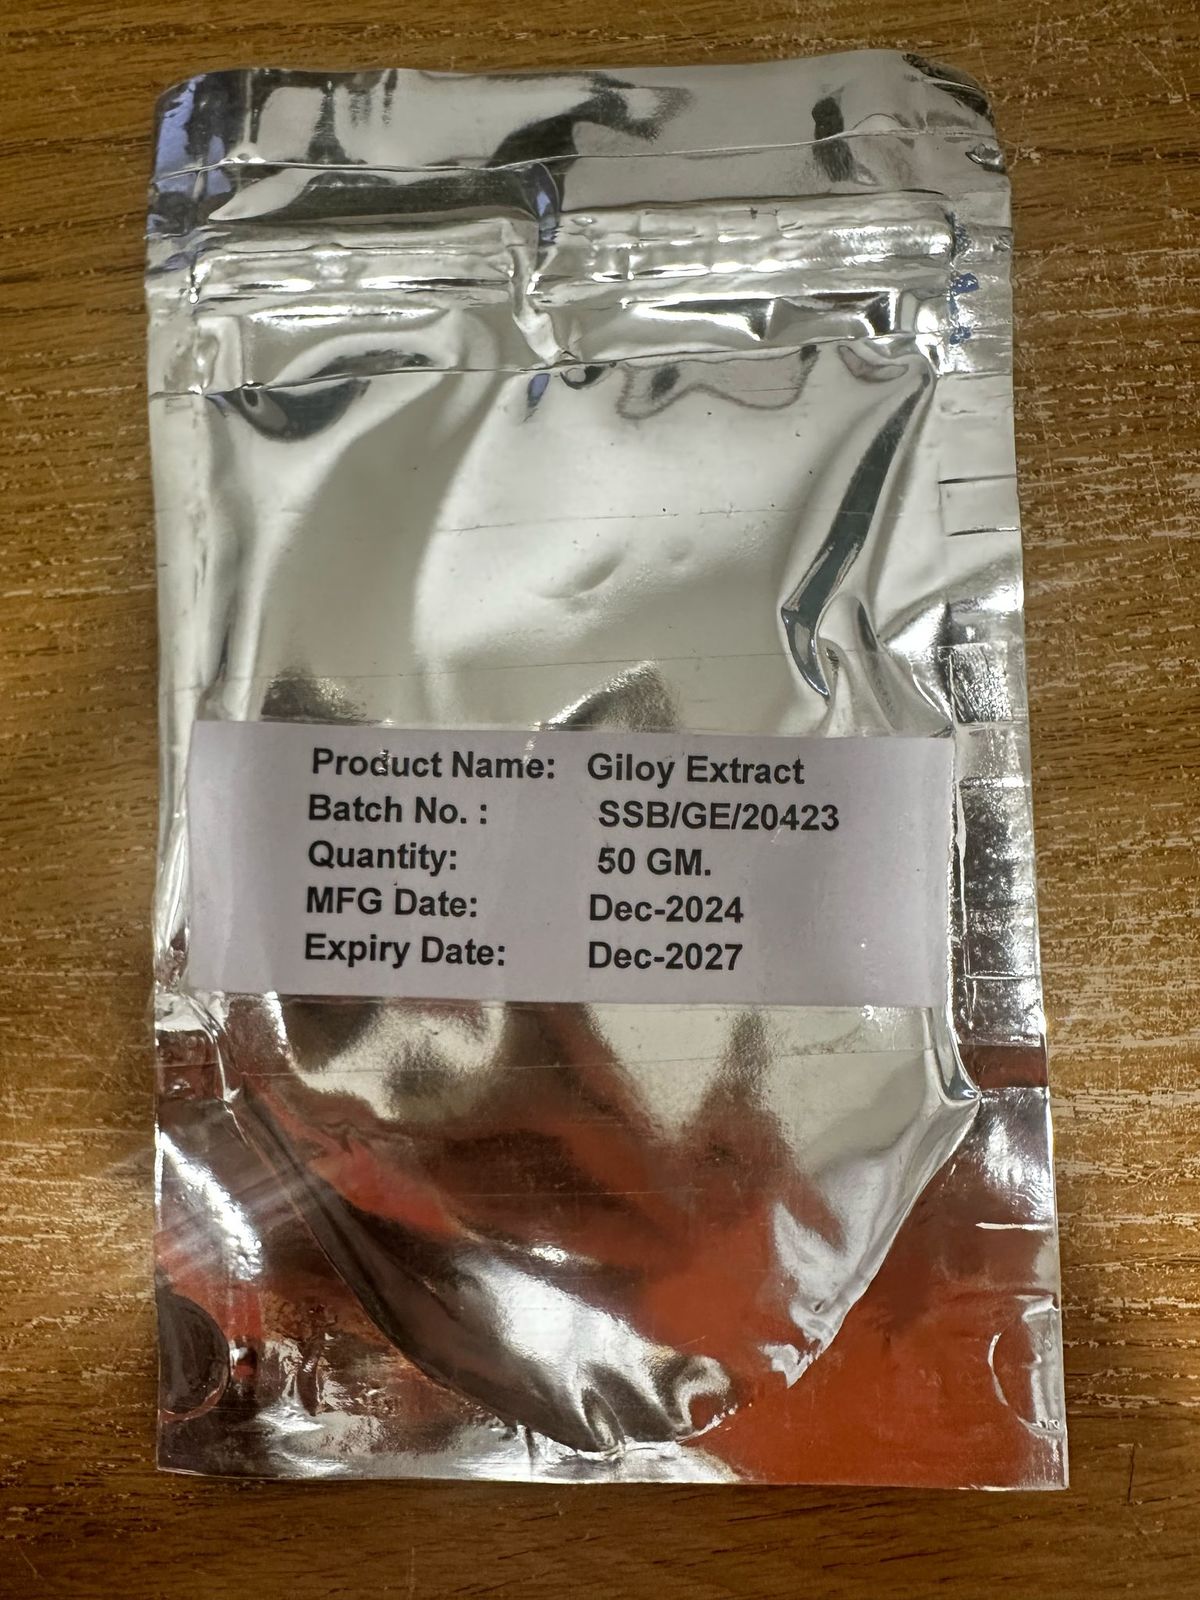 Product Name: Giloy Extract
Batch No. : SSB/GE/20423
Quantity: 50 GM.
MFG Date: Dec-2024
Expiry Date: Dec-2027